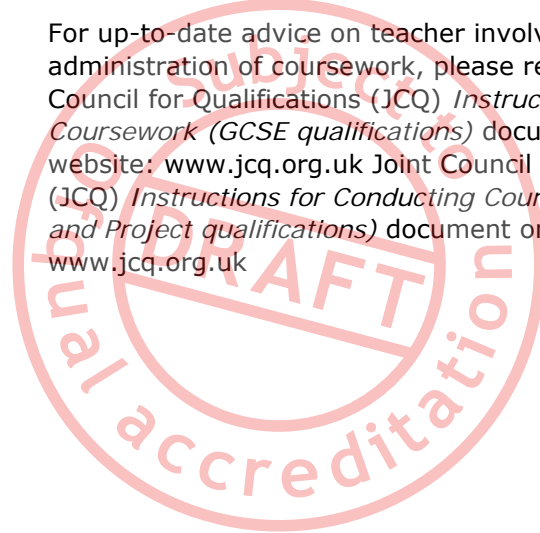 For up-to-date advice on teacher involv
administration of coursework, please re
Council for Qualifications (JCQ) Instruc
Coursework (GCSE qualifications) docu
website: www.jcq.org.uk Joint Council
(JCQ) Instructions for Conducting Cour
and Project qualifications) document o
www.jcq.org.uk
Subject to
Ofqual accreditation
DRAFT